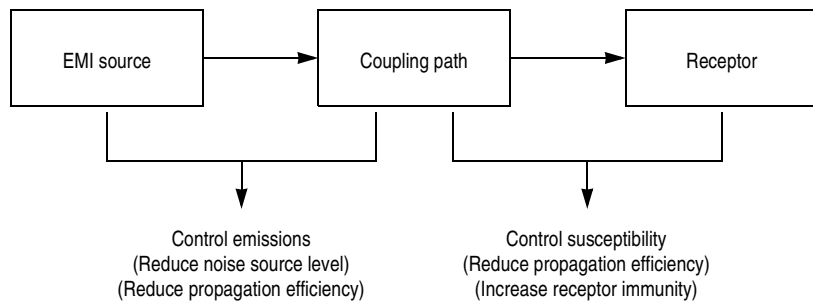 EMI source
Coupling path
Receptor
Control emissions
(Reduce noise source level)
(Reduce propagation efficiency)
Control susceptibility
(Reduce propagation efficiency)
(Increase receptor immunity)